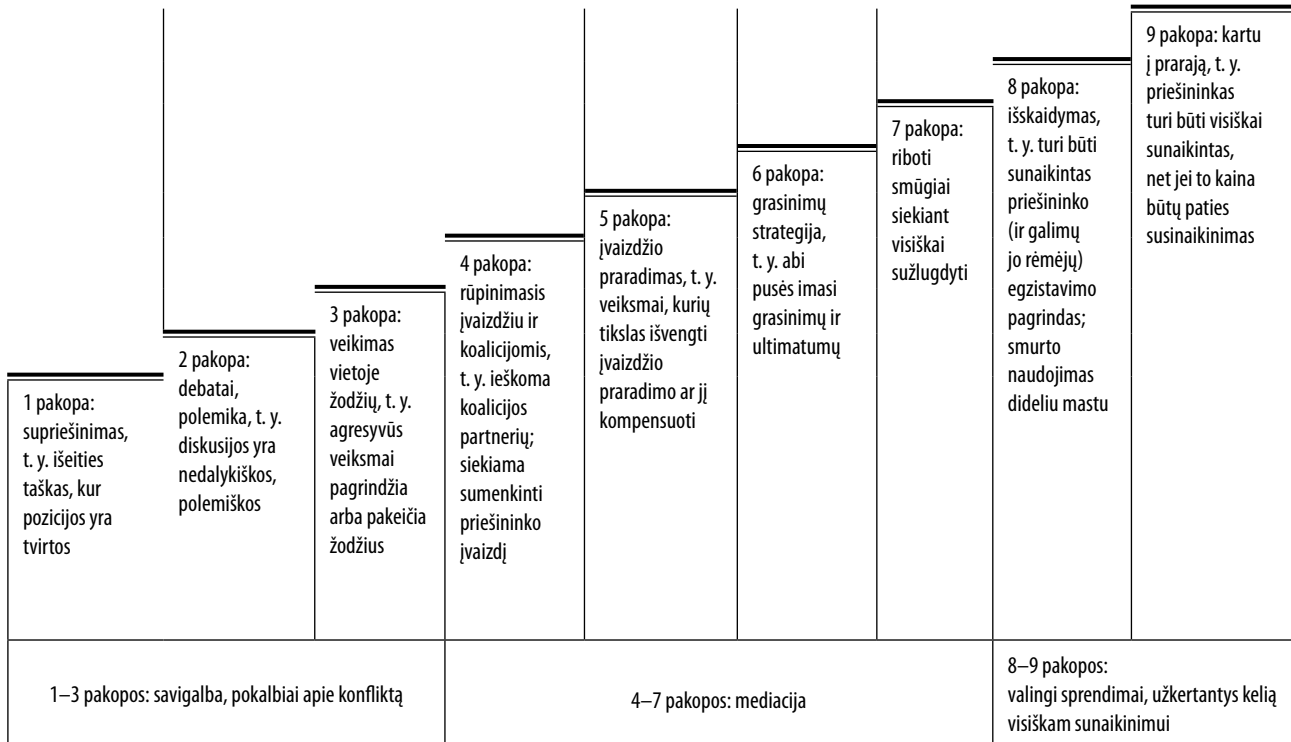 1 pakopa:
supriešinimas,
t. y. išeities
taškas, kur
pozicijos yra
tvirtos
2 pakopa:
debatai,
polemika, t. y.
diskusijos yra
nedalykiškos,
polemiškos
3 pakopa:
veikimas
vietoje
žodžių, t. y.
agresyvūs
veiksmai
pagrindžia
arba pakeičia
žodžius
4 pakopa:
rūpinimasis
įvaizdžiu ir
koalicijomis,
t. y. ieškoma
koalicijos
partnerių;
siekiama
sumenkinti
priešininko
įvaizdį
5 pakopa:
įvaizdžio
praradimas, t. y.
veiksmai, kurių
tikslas išvengti
įvaizdžio
praradimo ar jį
kompensuoti
6 pakopa:
grasinimų
strategija,
t. y. abi
pusės imasi
grasinimų ir
ultimatumų
7 pakopa:
riboti
smūgiai
siekiant
visiškai
sužlugdyti
8 pakopa:
išskaidymas,
t. y. turi būti
sunaikintas
priešininko
(ir galimų
jo rėmėjų)
egzistavimo
pagrindas;
smurto
naudojimas
dideliu mastu
9 pakopa: kartu
į prarają, t. y.
priešininkas
turi būti visiškai
sunaikintas,
net jei to kaina
būtų paties
susinaikinimas
1–3 pakopos: savigalba, pokalbiai apie konfliktą
4–7 pakopos: mediacija
8–9 pakopos:
valingi sprendimai, užkertantys kelią
visiškam sunaikinimui